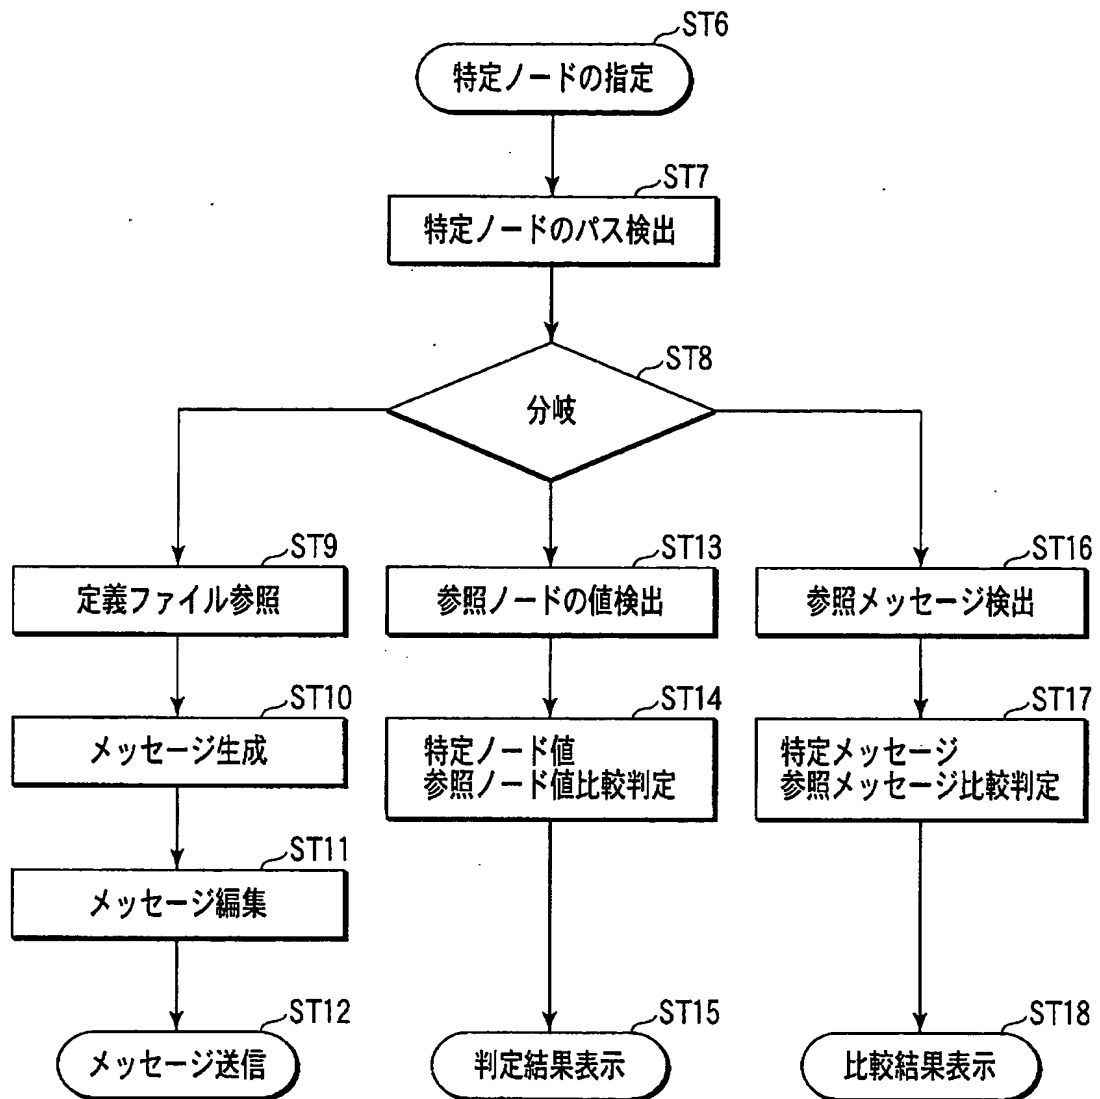 ST6
特定ノードの指定
ST7
特定ノードのパス検出
ST8
分岐
ST9
定義ファイル参照
ST10
メッセージ生成
ST11
メッセージ編集
ST12
メッセージ送信
ST13
参照ノードの値検出
ST14
特定ノード値
参照ノード値比較判定
ST15
判定結果表示
ST16
参照メッセージ検出
ST17
特定メッセージ
参照メッセージ比較判定
ST18
比較結果表示